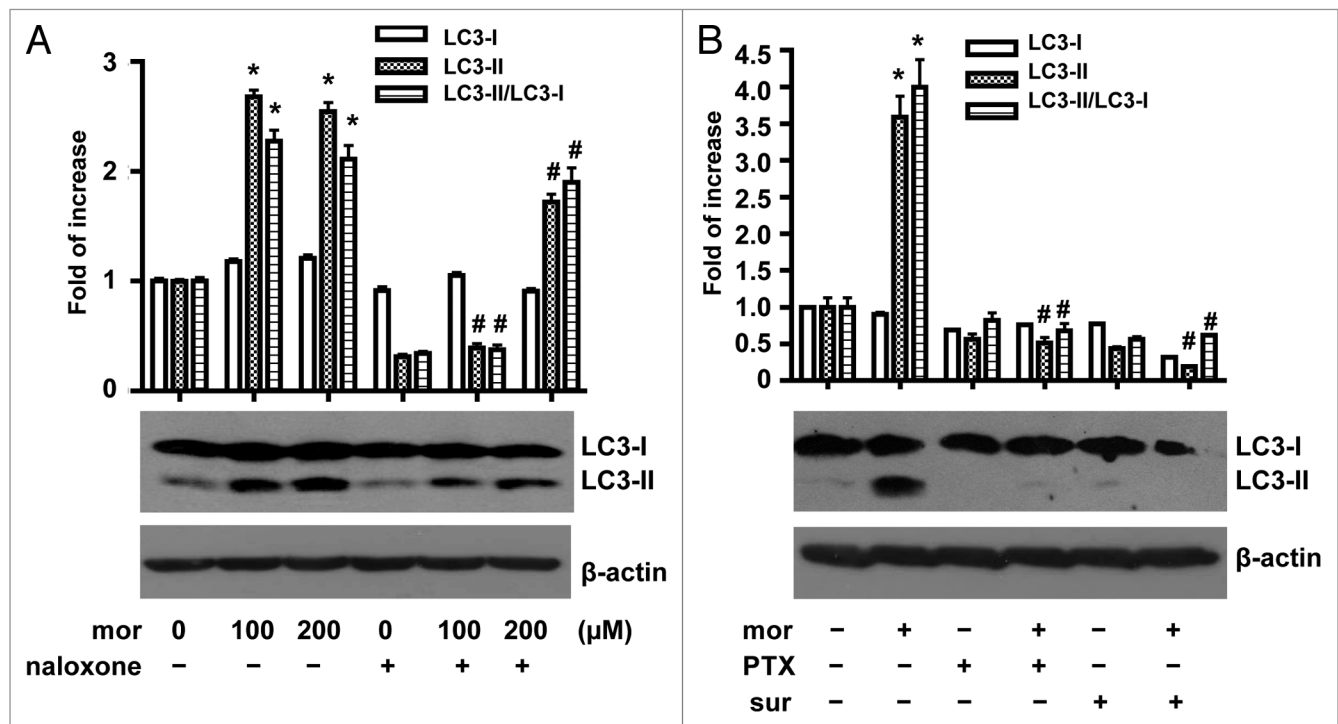 A
LC3-I
LC3-II
LC3-II/LC3-I
Fold of increase
3
2
1
0
* * * * # # # #
LC3-I
LC3-II
β-actin
mor 0 100 200 0 100 200 (μM)
naloxone − − − + + +
B
LC3-I
LC3-II
LC3-II/LC3-I
Fold of increase
4.5
4.0
3.5
3.0
2.5
2.0
1.5
1.0
0.5
0
* * # # # #
LC3-I
LC3-II
β-actin
mor − + − + − +
PTX − − + + − −
sur − − − − + +